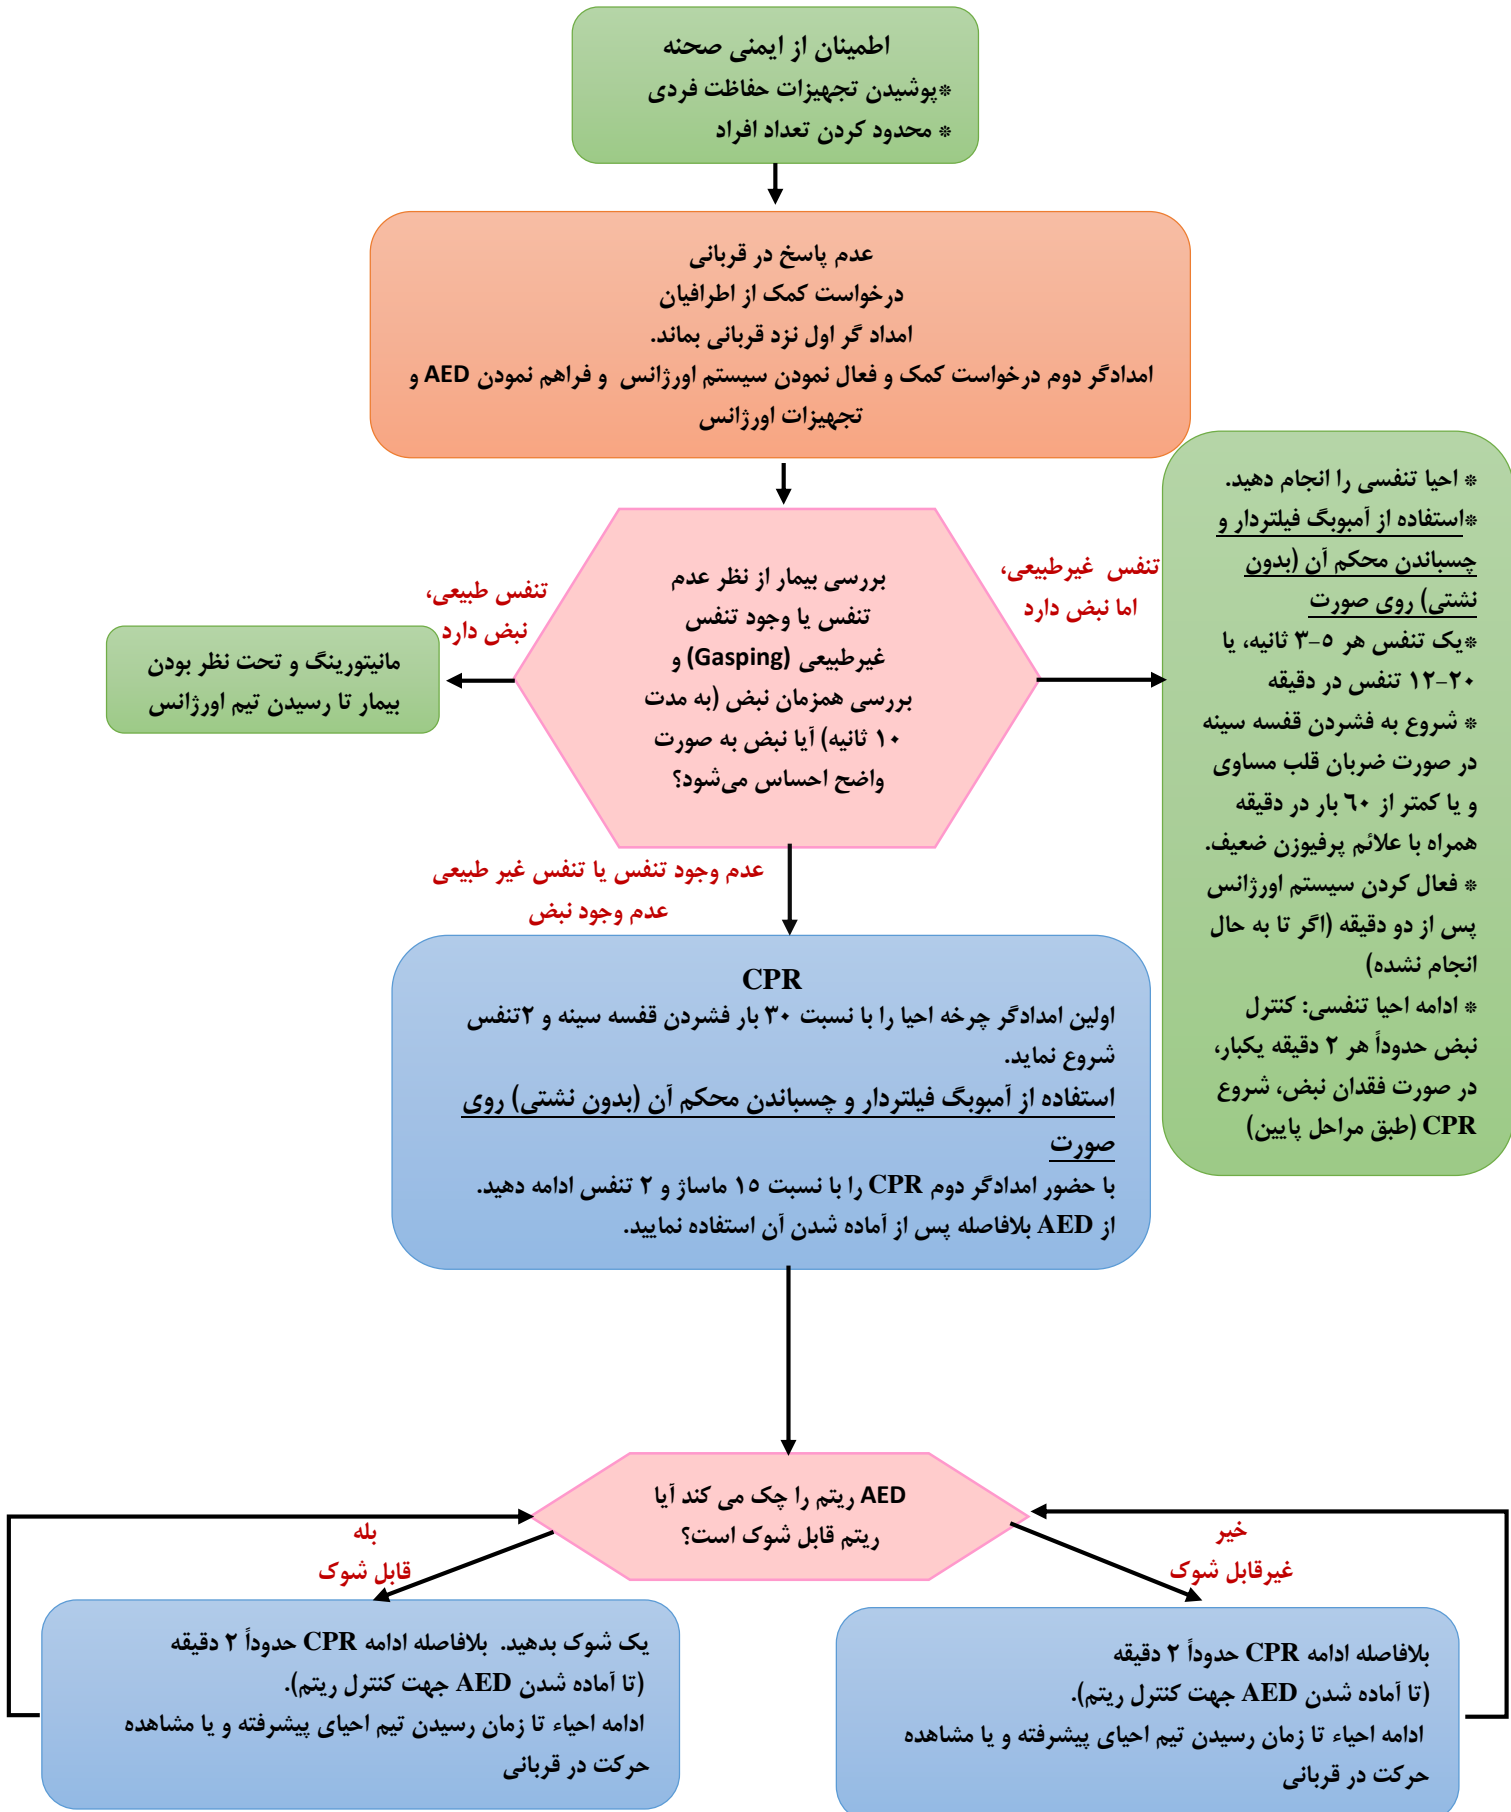 اطمینان از ایمنی صحنه
*پوشیدن تجهیزات حفاظت فردی
* محدود کردن تعداد افراد
عدم پاسخ در قربانی
درخواست کمک از اطرافیان
امداد گر اول نزد قربانی بماند.
امدادگر دوم درخواست کمک و فعال نمودن سیستم اورژانس و فراهم نمودن AED و
تجهیزات اورژانس
* احیا تنفسی را انجام دهید.
*استفاده از آمبوبگ فیلتردار و
چسباندن محکم آن (بدون
نشتی) روی صورت
*یک تنفس هر ۵-۳ ثانیه، یا
۲۰-۱۲ تنفس در دقیقه
* شروع به فشردن قفسه سینه
در صورت ضربان قلب مساوی
و یا کمتر از ٦٠ بار در دقیقه
همراه با علائم پرفیوزن ضعیف.
* فعال کردن سیستم اورژانس
پس از دو دقیقه (اگر تا به حال
انجام نشده)
* ادامه احیا تنفسی: کنترل
نبض حدوداً هر ۲ دقیقه یکبار،
در صورت فقدان نبض، شروع
CPR (طبق مراحل پایین)
تنفس غیرطبیعی،
اما نبض دارد
بررسی بیمار از نظر عدم
تنفس یا وجود تنفس
غیرطبیعی (Gasping) و
بررسی همزمان نبض (به مدت
۱۰ ثانیه) آیا نبض به صورت
واضح احساس می‌شود؟
تنفس طبیعی،
نبض دارد
مانیتورینگ و تحت نظر بودن
بیمار تا رسیدن تیم اورژانس
عدم وجود تنفس یا تنفس غیر طبیعی
عدم وجود نبض
CPR
اولین امدادگر چرخه احیا را با نسبت ۳۰ بار فشردن قفسه سینه و ۲تنفس
شروع نماید.
استفاده از آمبوبگ فیلتردار و چسباندن محکم آن (بدون نشتی) روی
صورت
با حضور امدادگر دوم CPR را با نسبت ۱۵ ماساژ و ۲ تنفس ادامه دهید.
از AED بلافاصله پس از آماده شدن آن استفاده نمایید.
AED ریتم را چک می کند آیا
ریتم قابل شوک است؟
خیر
غیرقابل شوک
بله
قابل شوک
بلافاصله ادامه CPR حدوداً ۲ دقیقه
(تا آماده شدن AED جهت کنترل ریتم).
ادامه احیاء تا زمان رسیدن تیم احیای پیشرفته و یا مشاهده
حرکت در قربانی
یک شوک بدهید. بلافاصله ادامه CPR حدوداً ۲ دقیقه
(تا آماده شدن AED جهت کنترل ریتم).
ادامه احیاء تا زمان رسیدن تیم احیای پیشرفته و یا مشاهده
حرکت در قربانی